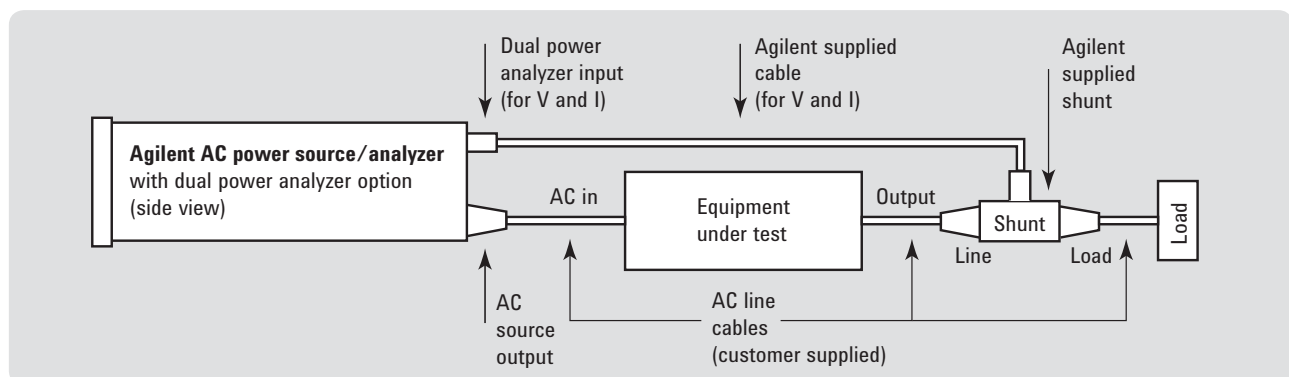 Dual power
analyzer input
(for V and I)
Agilent supplied
cable
(for V and I)
Agilent
supplied
shunt
Agilent AC power source/analyzer
with dual power analyzer option
(side view)
AC in
Equipment
under test
Output
Shunt
Line
Load
Load
AC
source
output
AC line
cables
(customer supplied)